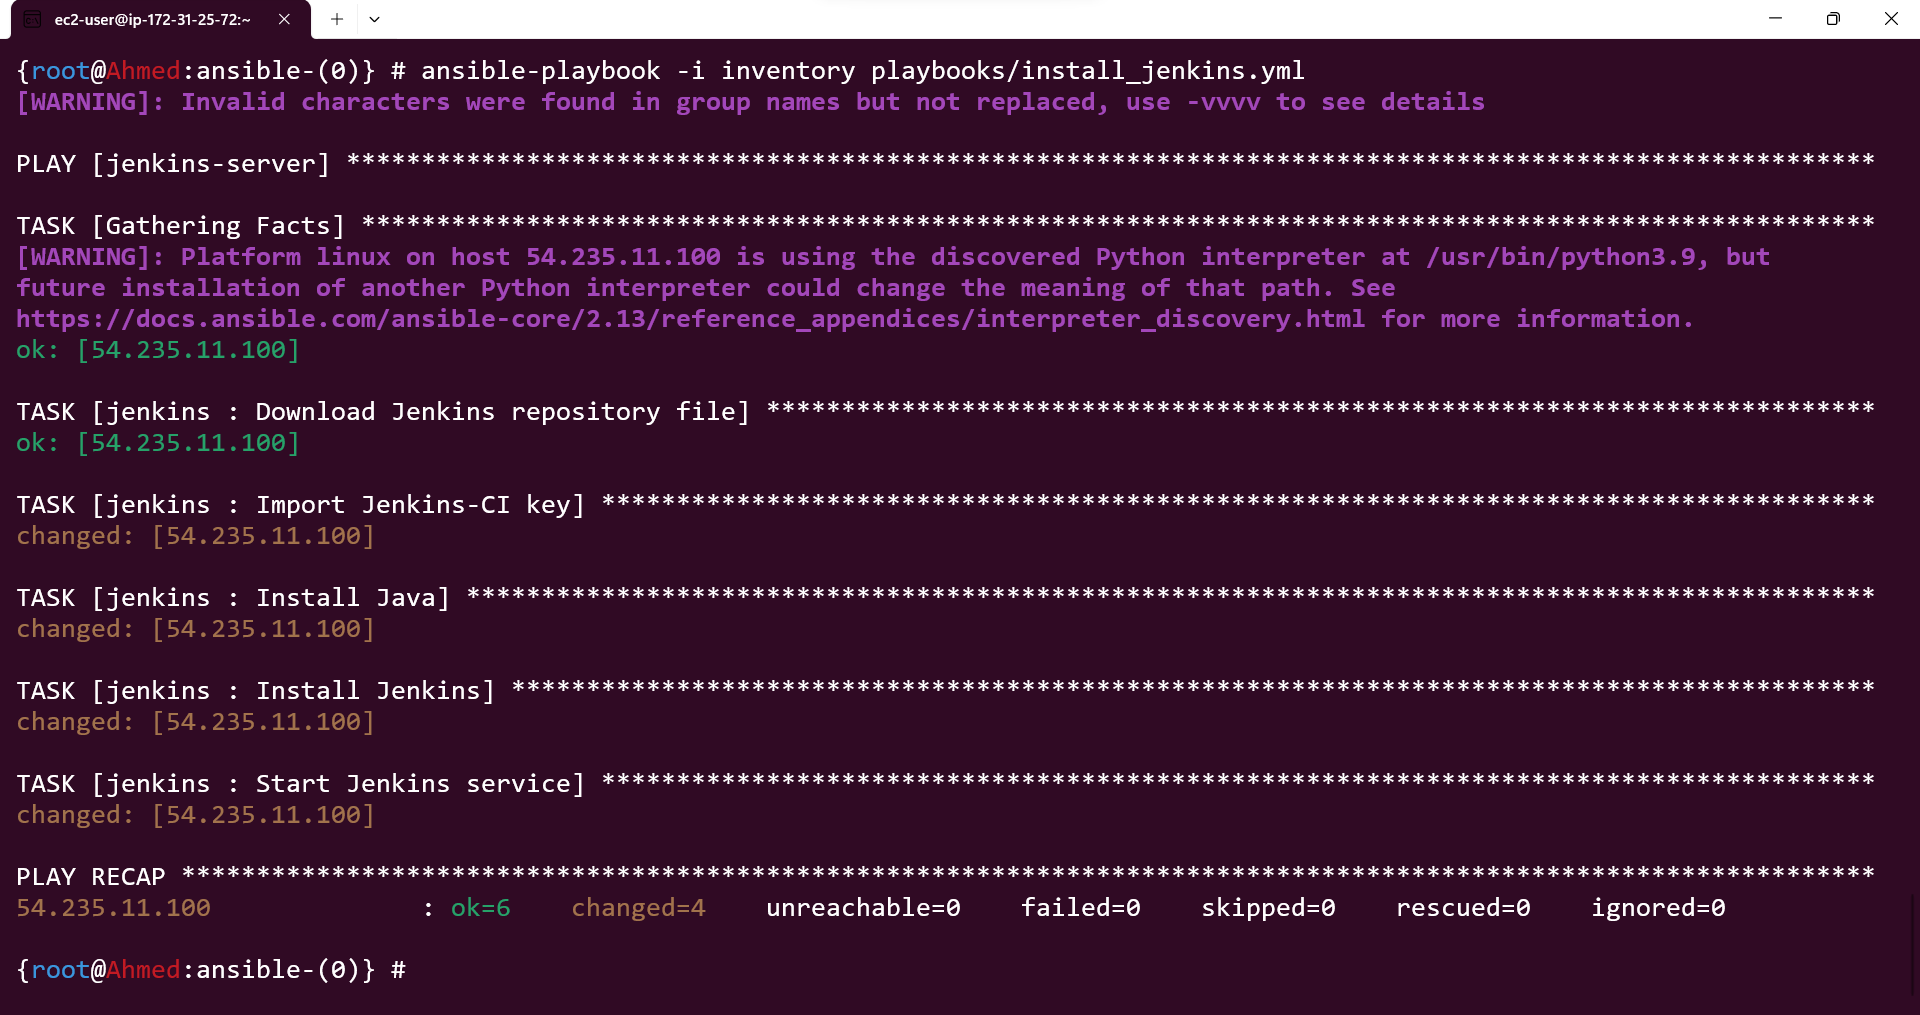 ec2-user@ip-172-31-25-72:~
{root@Ahmed:ansible-(0)} # ansible-playbook -i inventory playbooks/install_jenkins.yml
[WARNING]: Invalid characters were found in group names but not replaced, use -vvvv to see details
PLAY [jenkins-server] ******************************************************************************************************
TASK [Gathering Facts] *****************************************************************************************************
[WARNING]: Platform linux on host 54.235.11.100 is using the discovered Python interpreter at /usr/bin/python3.9, but
future installation of another Python interpreter could change the meaning of that path. See
https://docs.ansible.com/ansible-core/2.13/reference_appendices/interpreter_discovery.html for more information.
ok: [54.235.11.100]
TASK [jenkins : Download Jenkins repository file] **************************************************************************
ok: [54.235.11.100]
TASK [jenkins : Import Jenkins-CI key] *************************************************************************************
changed: [54.235.11.100]
TASK [jenkins : Install Java] **********************************************************************************************
changed: [54.235.11.100]
TASK [jenkins : Install Jenkins] *******************************************************************************************
changed: [54.235.11.100]
TASK [jenkins : Start Jenkins service] *************************************************************************************
changed: [54.235.11.100]
PLAY RECAP *****************************************************************************************************************
54.235.11.100              : ok=6    changed=4    unreachable=0    failed=0    skipped=0    rescued=0    ignored=0
{root@Ahmed:ansible-(0)} #